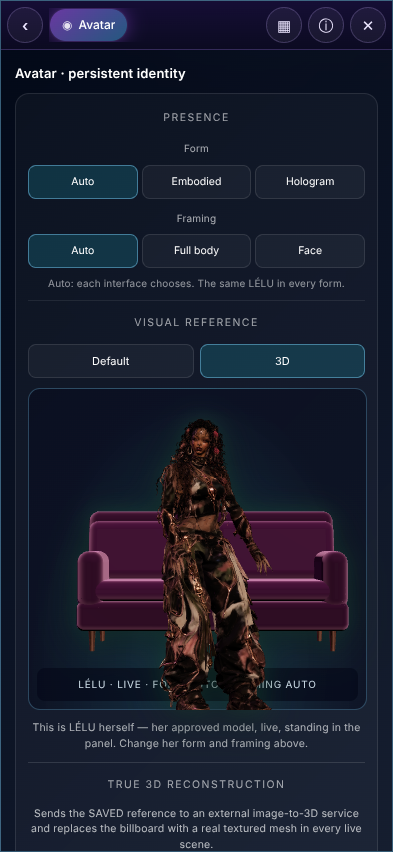 Avatar
Avatar · persistent identity
PRESENCE
Form
Auto Embodied Hologram
Framing
Auto Full body Face
Auto: each interface chooses. The same LÉLU in every form.
VISUAL REFERENCE
Default 3D
LÉLU · LIVE · FO ING AUTO
This is LÉLU herself — her approved model, live, standing in the
panel. Change her form and framing above.
TRUE 3D RECONSTRUCTION
Sends the SAVED reference to an external image-to-3D service
and replaces the billboard with a real textured mesh in every live
scene.